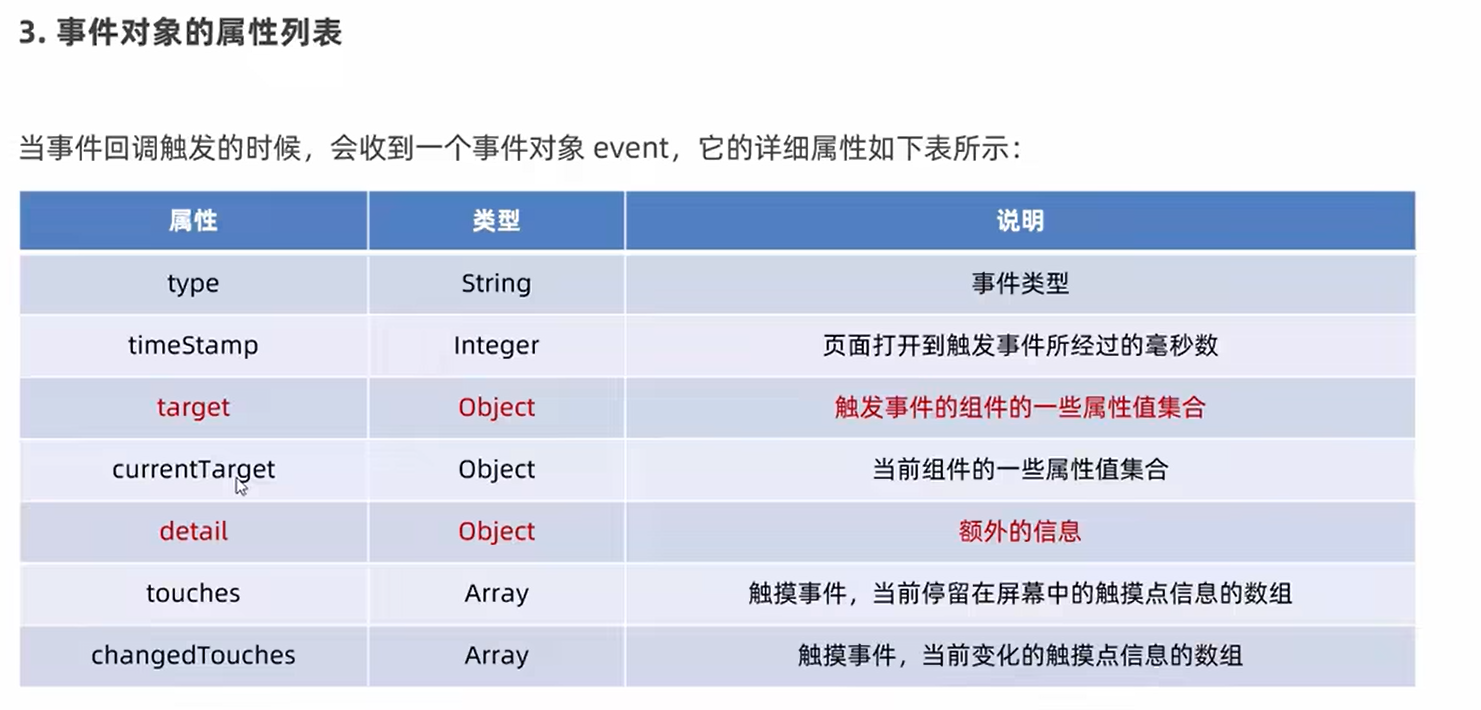 3. 事件对象的属性列表
当事件回调触发的时候，会收到一个事件对象 event，它的详细属性如下表所示：
属性 类型 说明
type String 事件类型
timeStamp Integer 页面打开到触发事件所经过的毫秒数
target Object 触发事件的组件的一些属性值集合
currentTarget Object 当前组件的一些属性值集合
detail Object 额外的信息
touches Array 触摸事件，当前停留在屏幕中的触摸点信息的数组
changedTouches Array 触摸事件，当前变化的触摸点信息的数组